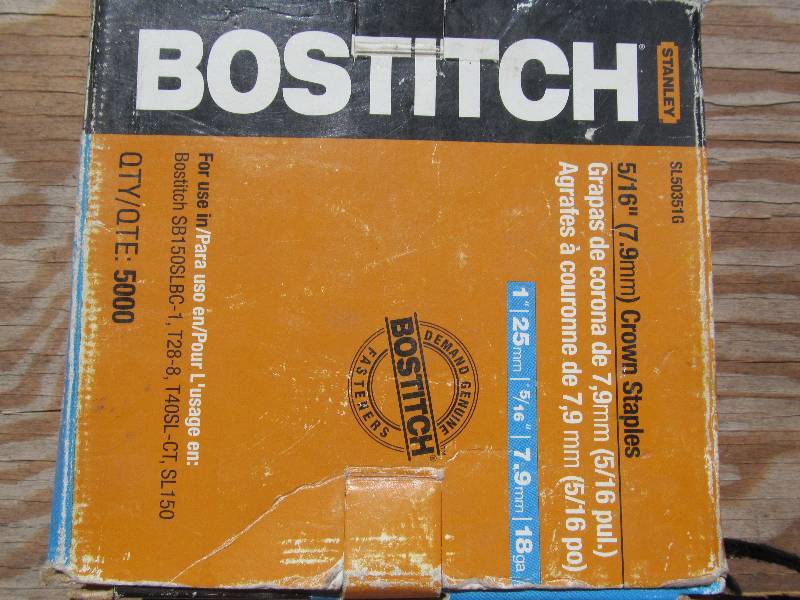 BOSTITCH®
STANLEY
SL50351G
5/16" (7.9mm) Crown Staples
Grapas de corona de 7,9mm (5/16 pul.)
Agrafes à couronne de 7,9 mm (5/16 po)
1" | 25mm | 5/16" | 7.9mm | 18ga
DEMAND GENUINE
BOSTITCH®
FASTENERS
For use in/Para uso en/Pour L'usage en:
Bostitch SB150SLBC-1, T28-8, T40SL-CT, SL150
QTY/QTE: 5000